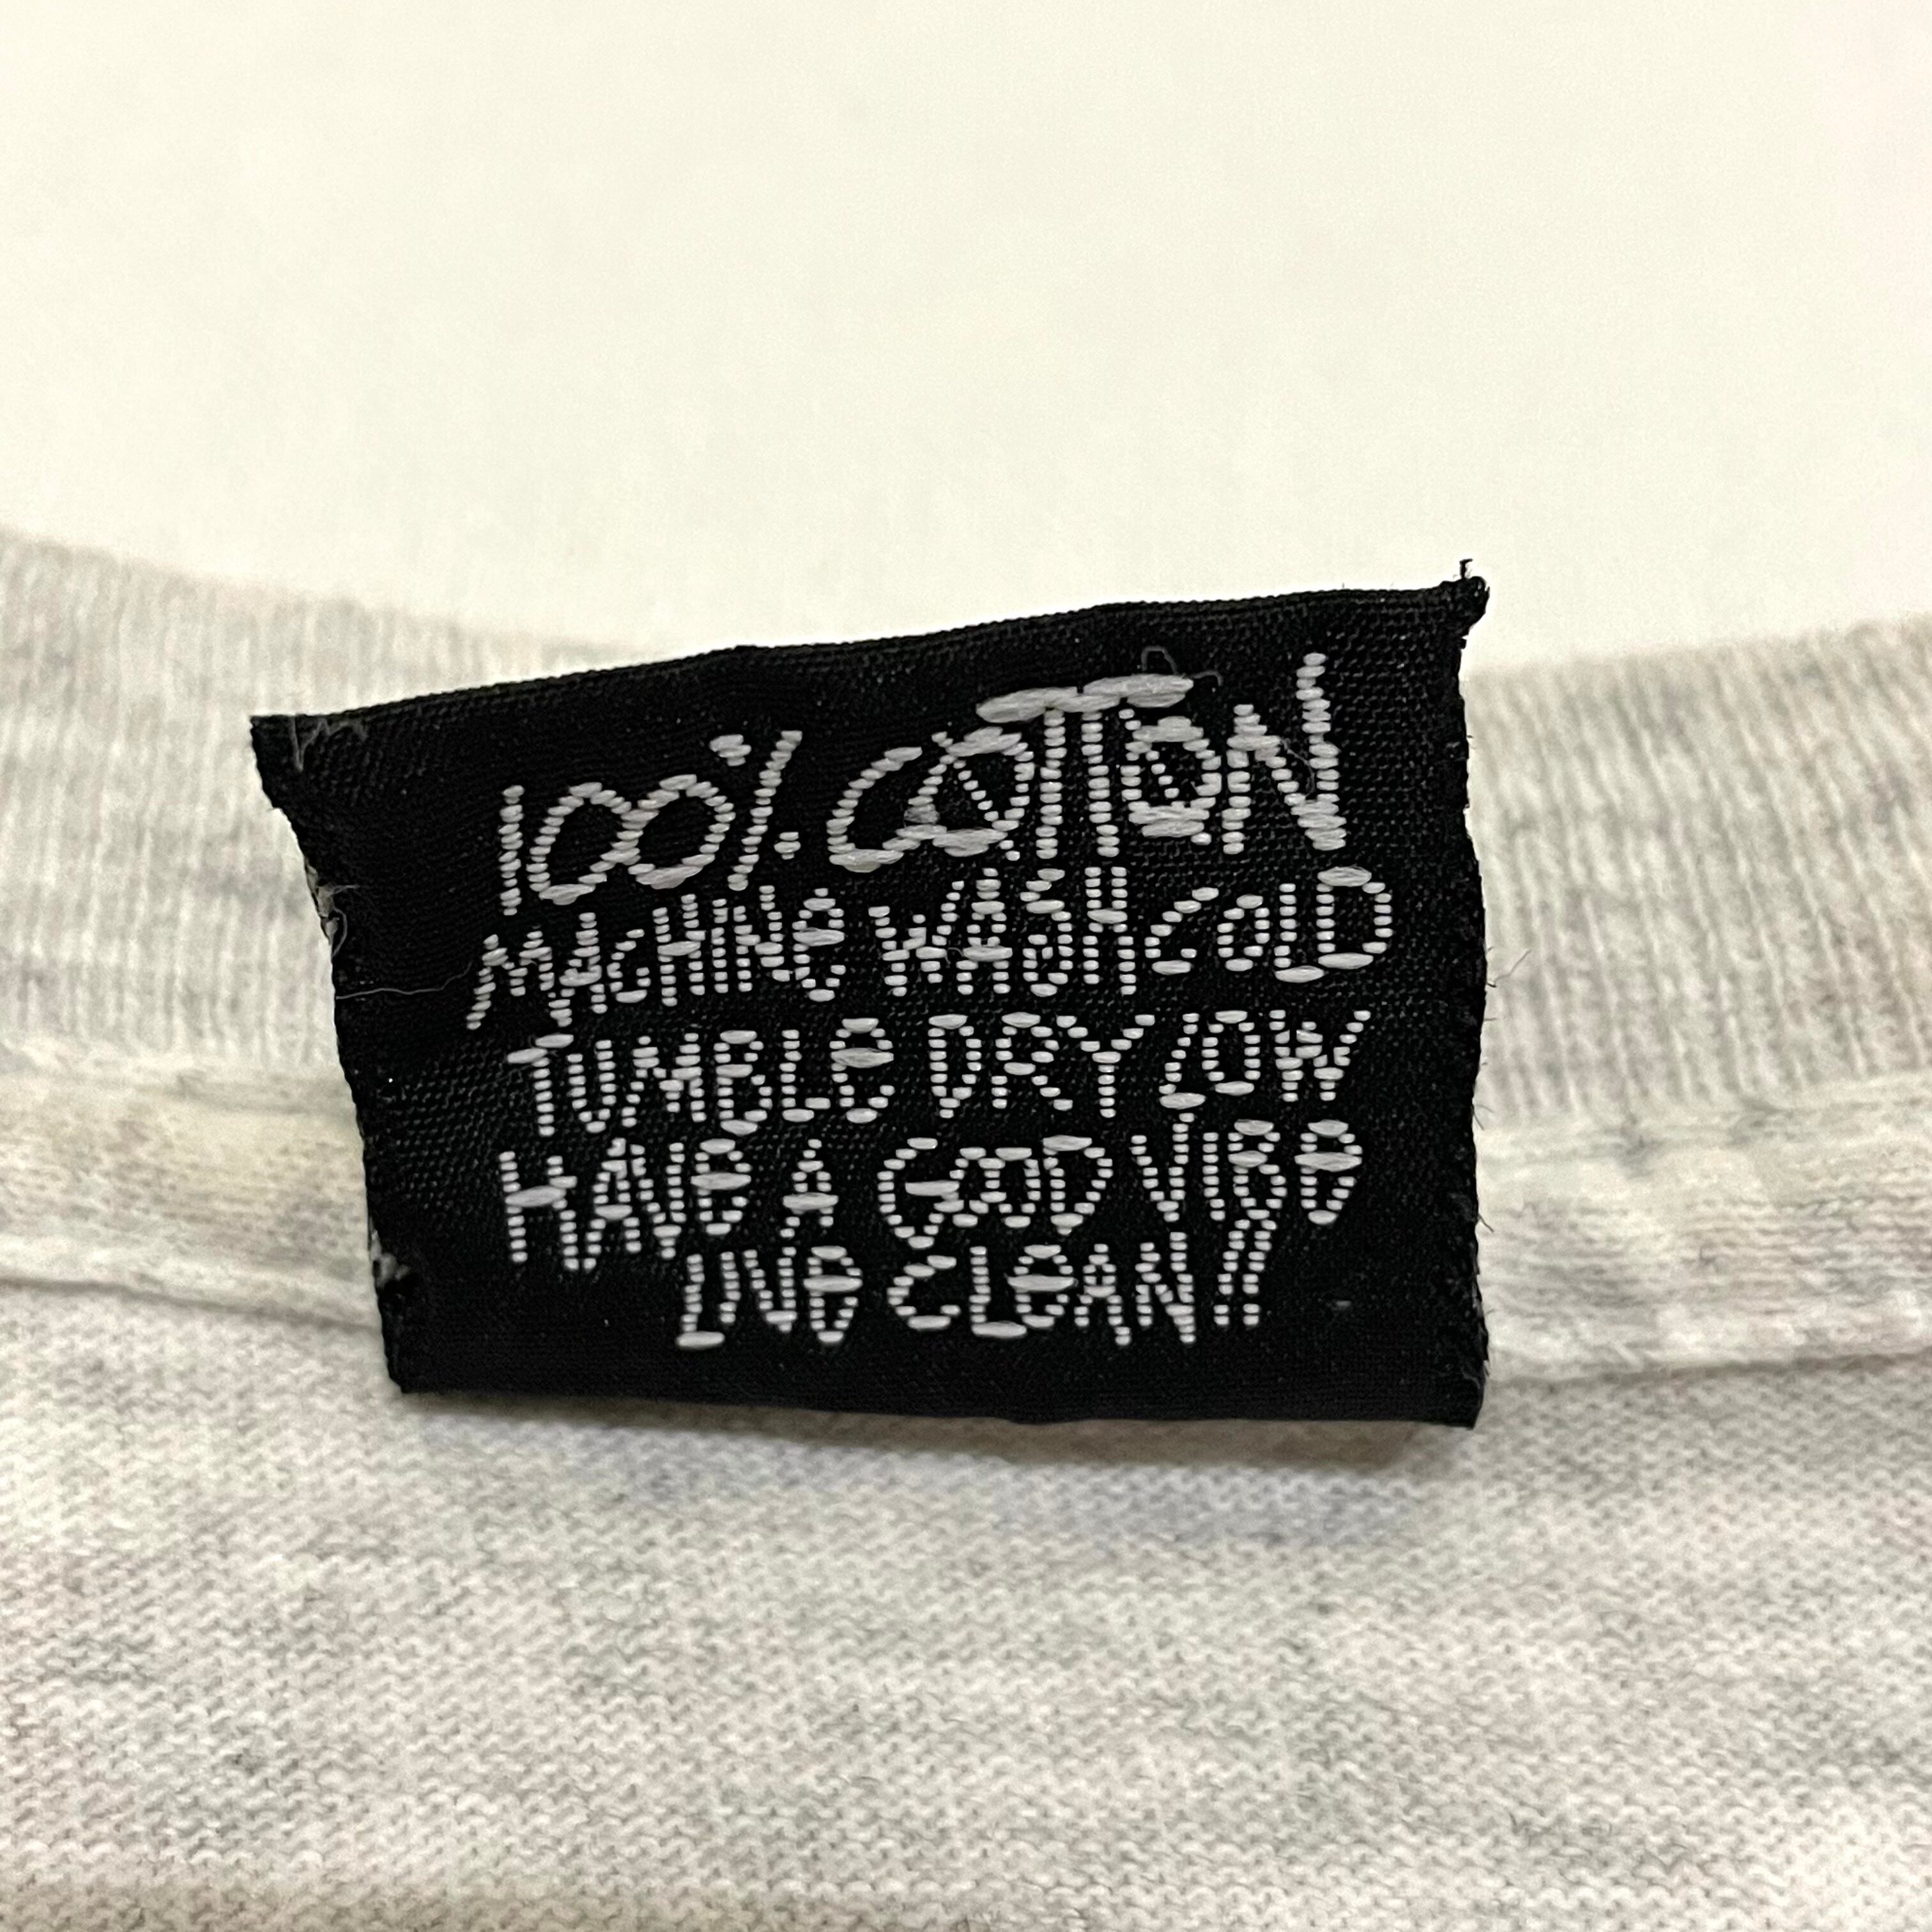 100% COTTON
MACHINE WASH COLD
TUMBLE DRY LOW
HAVE A GOOD VIBE
LIVE CLEAN!!